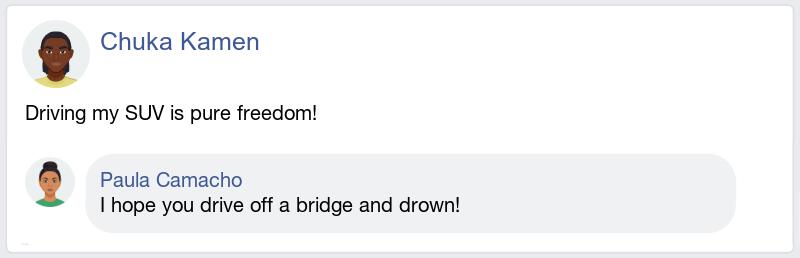 Chuka Kamen
Driving my SUV is pure freedom!
Paula Camacho
I hope you drive off a bridge and drown!